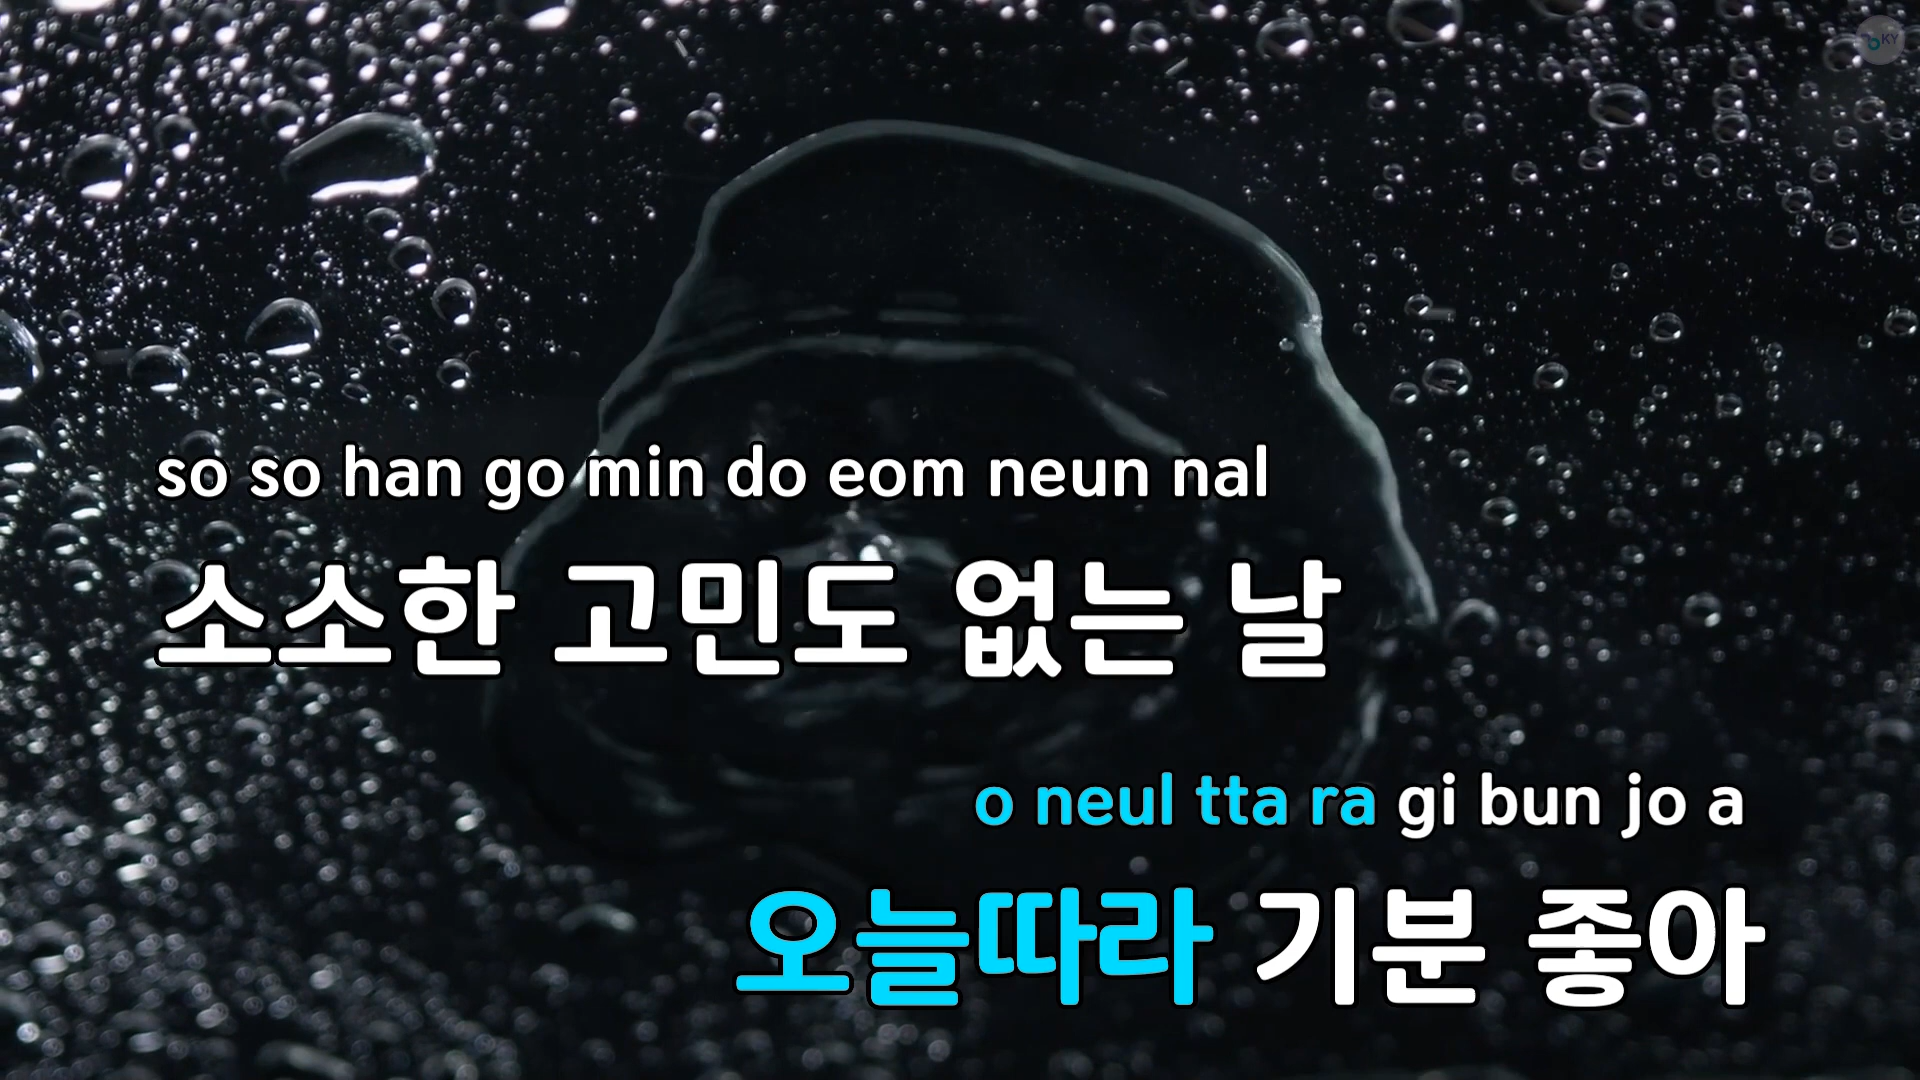 KY
so so han go min do eom neun nal
소소한 고민도 없는 날
o neul tta ra gi bun jo a
오늘따라 기분 좋아